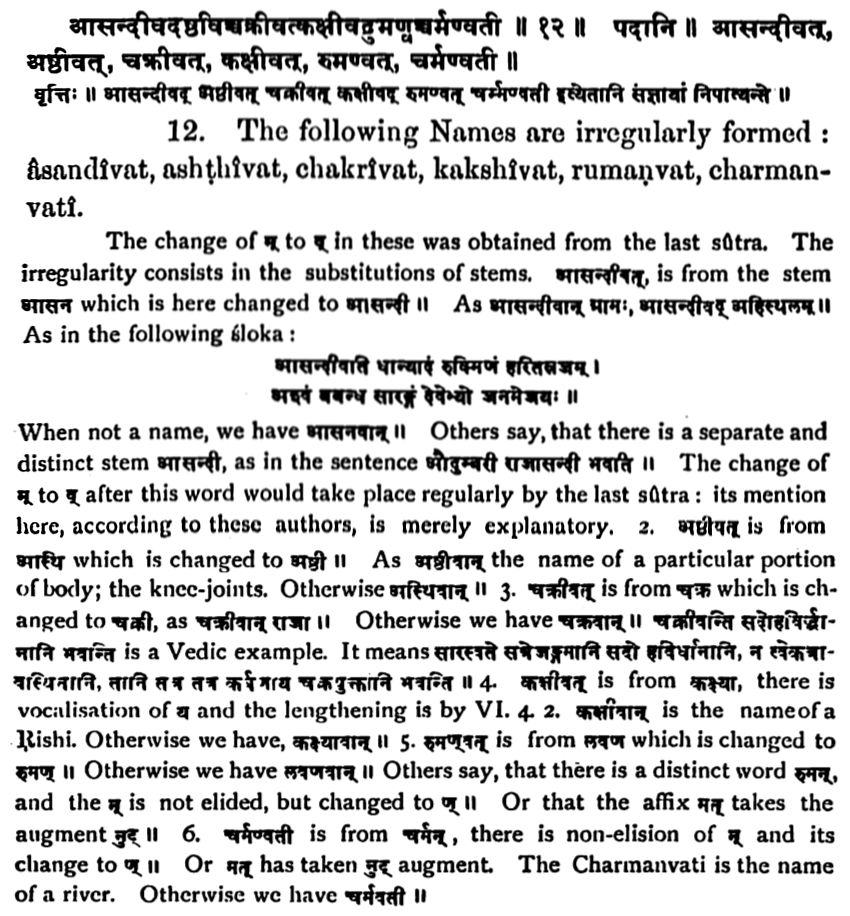 आसन्दीवदष्ठीवच्चक्रीवत्कक्षीवद्रुमण्वच्चर्मण्वती ॥ १२ ॥ पदानि ॥ आसन्दीवत्,
अष्ठीवत्, चक्रीवत्, कक्षीवत्, रुमण्वत्, चर्मण्वती ॥
वृत्तिः ॥ आसन्दीवद् अष्ठीवत् चक्रीवत् कक्षीवद् रुमण्वत् चर्म्मण्वती इत्येतानि संज्ञायां निपात्यन्ते ॥
12. The following Names are irregularly formed :
âsandîvat, ashṭhîvat, chakrîvat, kakshîvat, rumaṇvat, charman-
vatî.
The change of म् to व् in these was obtained from the last sûtra. The
irregularity consists in the substitutions of stems. आसन्दीवत्, is from the stem
आसन which is here changed to आसन्दी ॥ As आसन्दीवान् ग्रामः, आसन्दीवद् अहिस्थलम् ॥
As in the following śloka :
आसन्दीवति धान्यादं रुक्मिणं हरितस्रजम् ।
अश्वं बबन्ध सारङ्गं देवेभ्यो जनमेजयः ॥
When not a name, we have आसनवान् ॥ Others say, that there is a separate and
distinct stem आसन्दी, as in the sentence औदुम्बरी राजासन्दी भवति ॥ The change of
म् to व् after this word would take place regularly by the last sûtra : its mention
here, according to these authors, is merely explanatory. 2. अष्ठीवत् is from
अस्थि which is changed to अष्ठी ॥ As अष्ठीवान् the name of a particular portion
of body; the knee-joints. Otherwise अस्थिवान् ॥ 3. चक्रीवत् is from चक्र which is ch-
anged to चक्री, as चक्रीवान् राजा ॥ Otherwise we have चक्रवान् ॥ चक्रीवन्ति सदोहविर्द्धा-
नानि भवन्ति is a Vedic example. It means सारस्वते सत्रे सदो हविर्धानानि, न
तानि तत्र तत्र भवन्ति ॥ 4. कक्षीवत् is from कक्ष्या, there is
vocalisation of य and the lengthening is by VI. 4. 2. कक्षीवान् is the name of a
Rishi. Otherwise we have, कक्ष्यावान् ॥ 5. रुमण्वत् is from लवण which is changed to
रुमण् ॥ Otherwise we have लवणवान् ॥ Others say, that there is a distinct word रुमन्,
and the न् is not elided, but changed to ण् ॥ Or that the affix मत् takes the
augment नुट् ॥ 6. चर्मण्वती is from चर्मन्, there is non-elision of न् and its
change to ण् ॥ Or मत् has taken नुट् augment. The Charmanvati is the name
of a river. Otherwise we have चर्मवती ॥